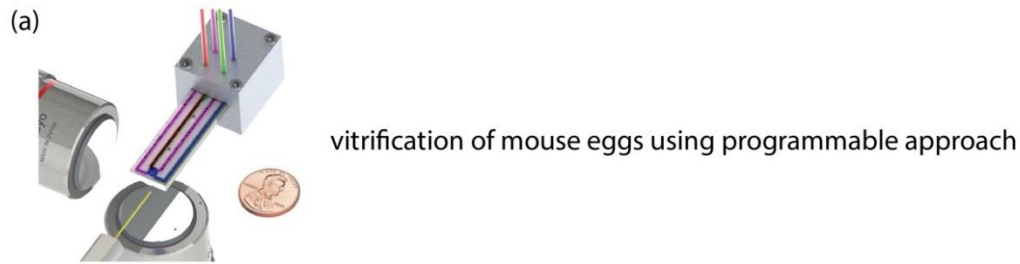 (a)
vitrification of mouse eggs using programmable approach